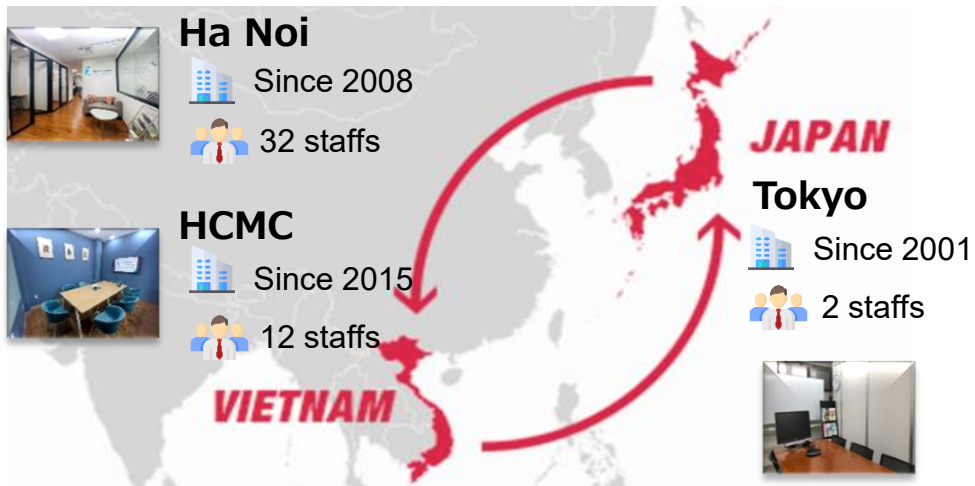 Ha Noi
Since 2008
32 staffs
HCMC
Since 2015
12 staffs
VIETNAM
JAPAN
Tokyo
Since 2001
2 staffs